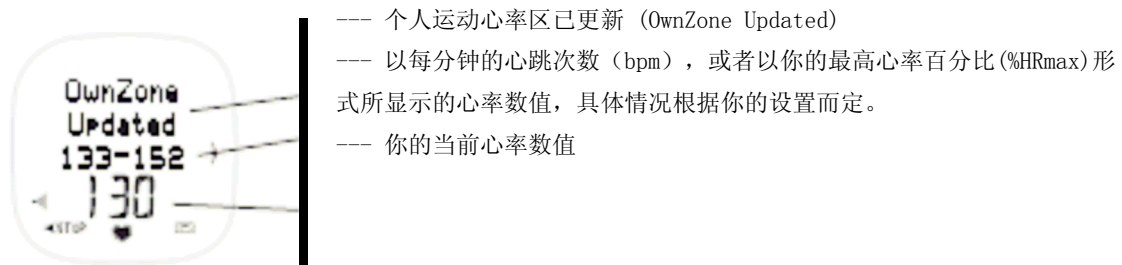 OwnZone
Updated
133-152
130
◄STOP
--- 个人运动心率区已更新 (OwnZone Updated)
--- 以每分钟的心跳次数（bpm），或者以你的最高心率百分比(%HRmax)形
式所显示的心率数值，具体情况根据你的设置而定。
--- 你的当前心率数值